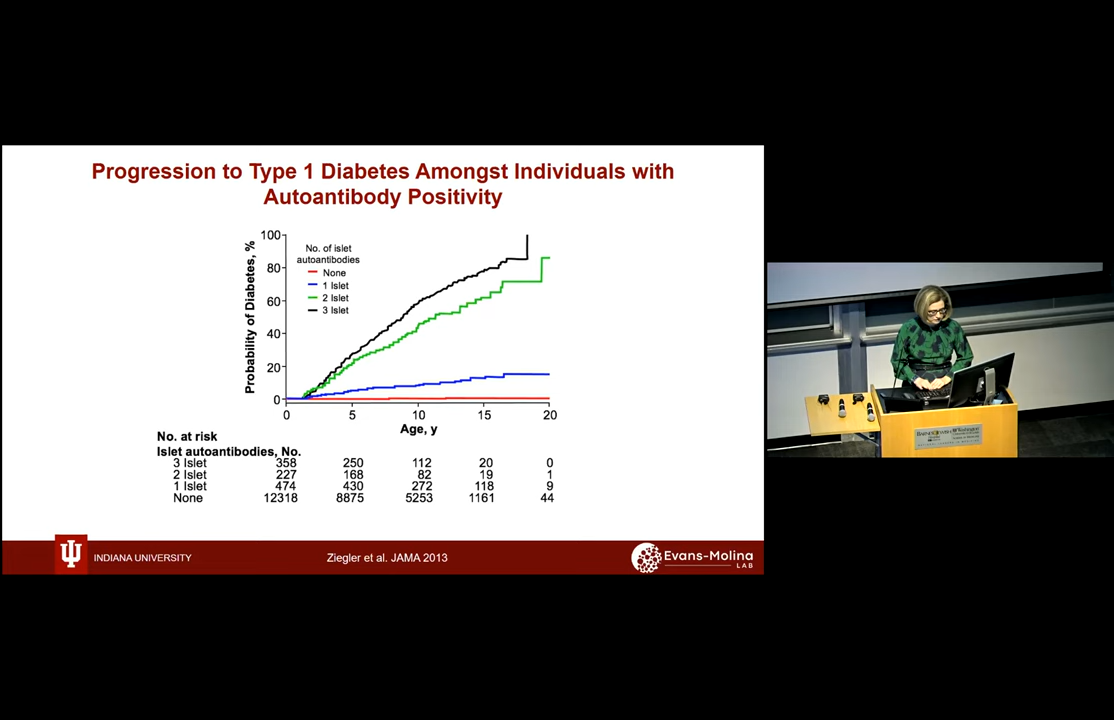 Progression to Type 1 Diabetes Amongst Individuals with
Autoantibody Positivity
Probability of Diabetes, %
100
80
60
40
20
0
No. of islet
autoantibodies
None
1 Islet
2 Islet
3 Islet
0 5 10 15 20
Age, y
No. at risk
Islet autoantibodies, No.
3 Islet 358 250 112 20 0
2 Islet 227 168 82 19 1
1 Islet 474 430 272 118 9
None 12318 8875 5253 1161 44
INDIANA UNIVERSITY
Ziegler et al. JAMA 2013
Evans-Molina
LAB